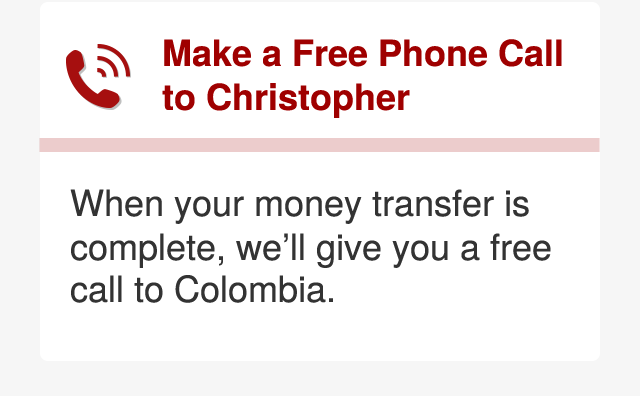 Make a Free Phone Call
to Christopher
When your money transfer is
complete, we’ll give you a free
call to Colombia.